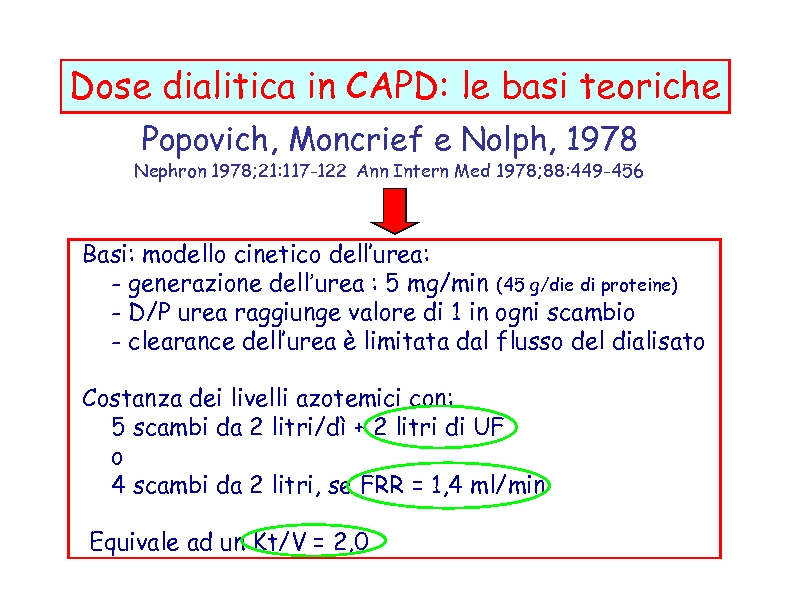 Dose dialitica in CAPD: le basi teoriche
Popovich, Moncrief e Nolph, 1978
Nephron 1978;21:117-122 Ann Intern Med 1978;88:449-456
Basi: modello cinetico dell'urea:
- generazione dell'urea : 5 mg/min (45 g/die di proteine)
- D/P urea raggiunge valore di 1 in ogni scambio
- clearance dell'urea è limitata dal flusso del dialisato
Costanza dei livelli azotemici con:
5 scambi da 2 litri/dì + 2 litri di UF
o
4 scambi da 2 litri, se FRR = 1,4 ml/min
Equivale ad un Kt/V = 2,0